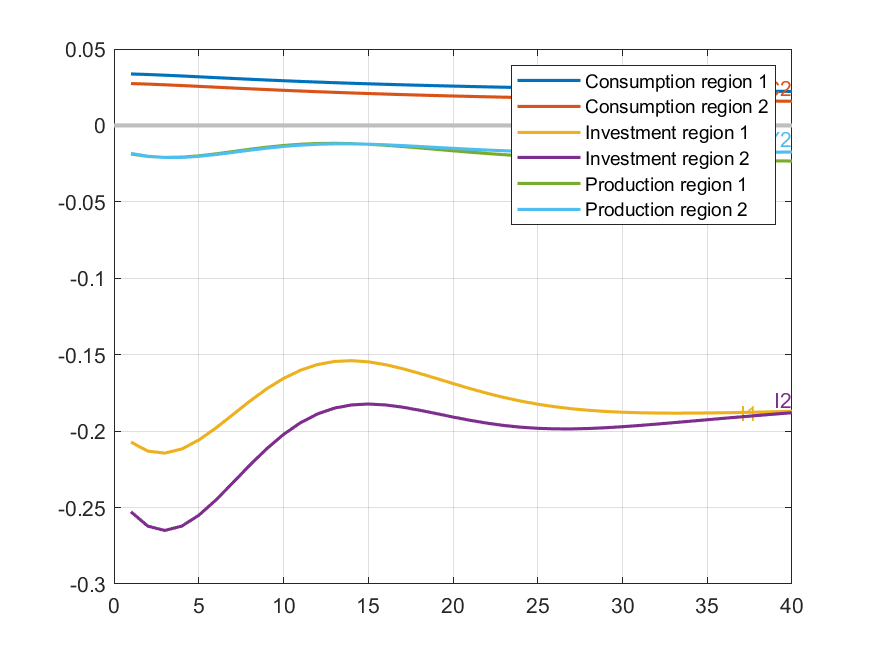 0.05
0
-0.05
-0.1
-0.15
-0.2
-0.25
-0.3
0
5
10
15
20
25
30
35
40
Consumption region 1
Consumption region 2
Investment region 1
Investment region 2
Production region 1
Production region 2
I1
I2